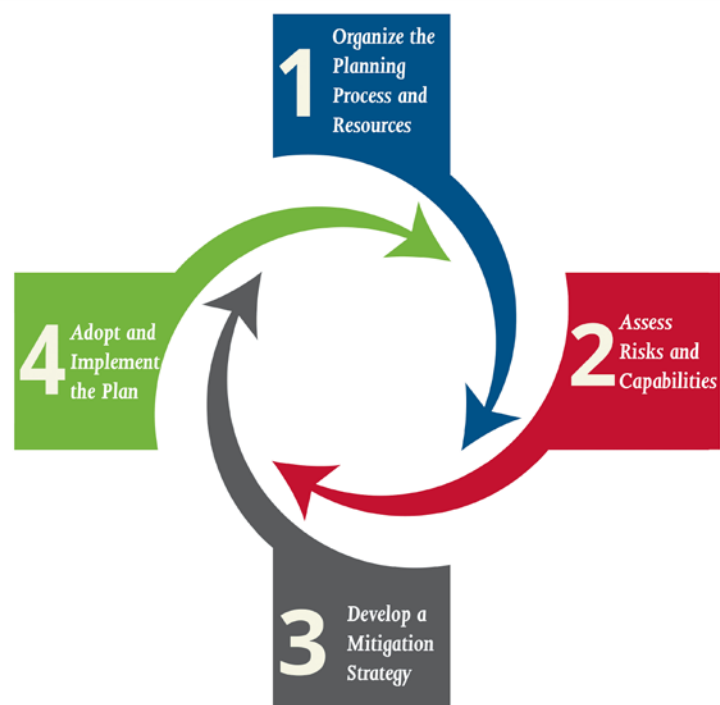 1
Organize the
Planning
Process and
Resources
2
Assess
Risks and
Capabilities
3
Develop a
Mitigation
Strategy
4
Adopt and
Implement
the Plan